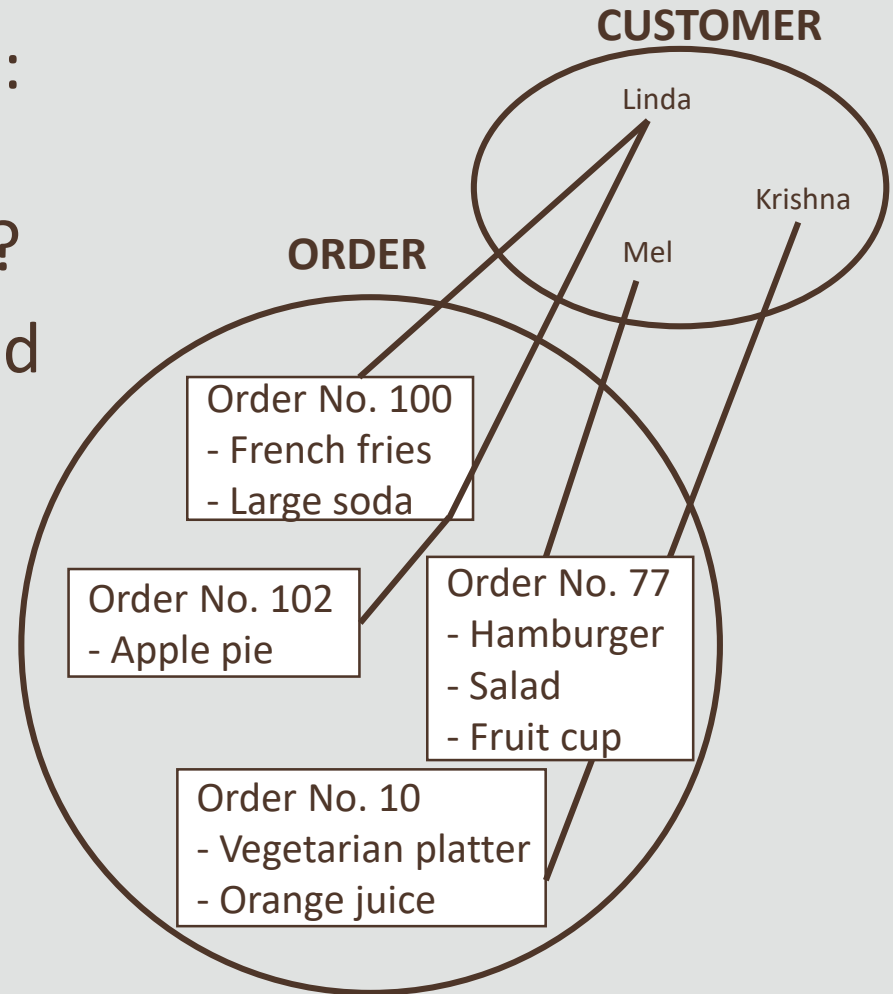 :
?
d
CUSTOMER
Linda
Krishna
Mel
ORDER
Order No. 100
- French fries
- Large soda
Order No. 102
- Apple pie
Order No. 77
- Hamburger
- Salad
- Fruit cup
Order No. 10
- Vegetarian platter
- Orange juice